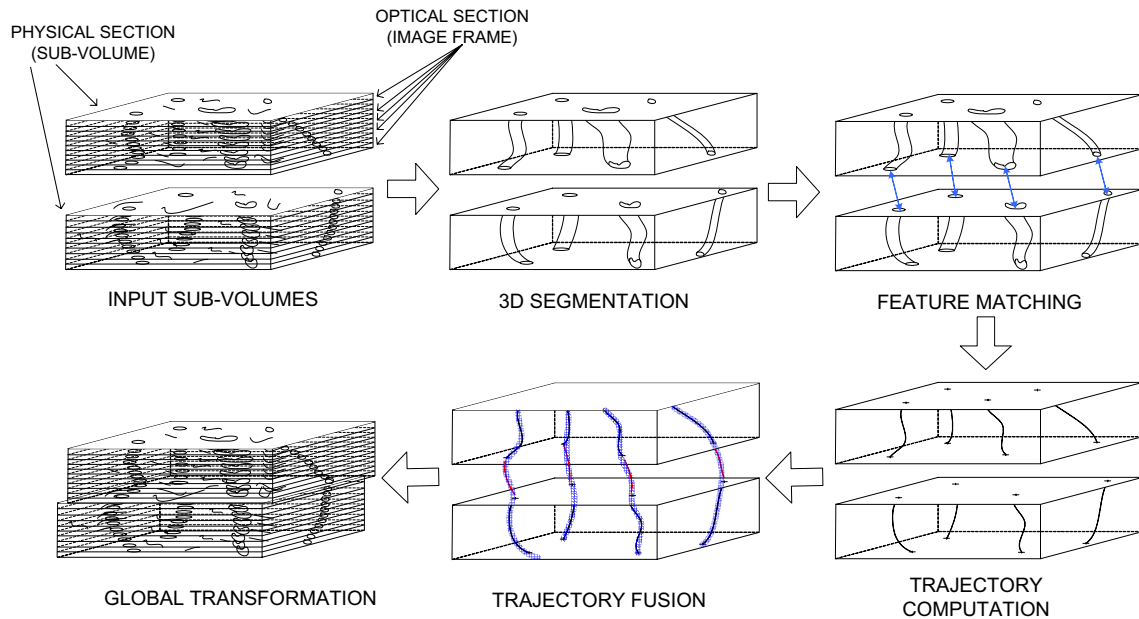 PHYSICAL SECTION
(SUB-VOLUME)
OPTICAL SECTION
(IMAGE FRAME)
INPUT SUB-VOLUMES
3D SEGMENTATION
FEATURE MATCHING
GLOBAL TRANSFORMATION
TRAJECTORY FUSION
TRAJECTORY
COMPUTATION